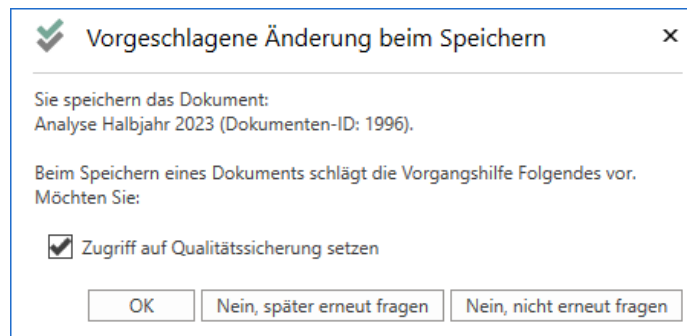 Vorgeschlagene Änderung beim Speichern
Sie speichern das Dokument:
Analyse Halbjahr 2023 (Dokumenten-ID: 1996).
Beim Speichern eines Dokuments schlägt die Vorgangshilfe Folgendes vor.
Möchten Sie:
Zugriff auf Qualitätssicherung setzen
OK
Nein, später erneut fragen
Nein, nicht erneut fragen